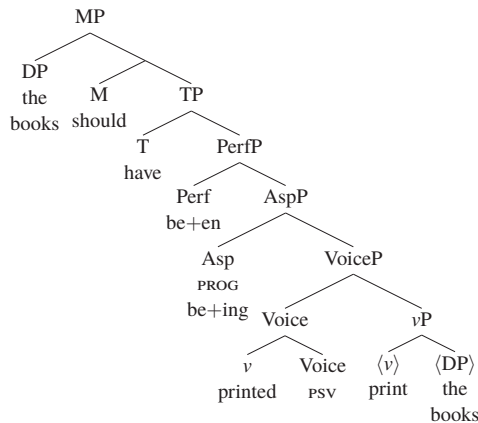 MP
DP
the
books
M
should
TP
T
have
PerfP
Perf
be+en
AspP
Asp
PROG
be+ing
VoiceP
Voice
vP
v
printed
Voice
PSV
⟨v⟩
print
⟨DP⟩
the
books